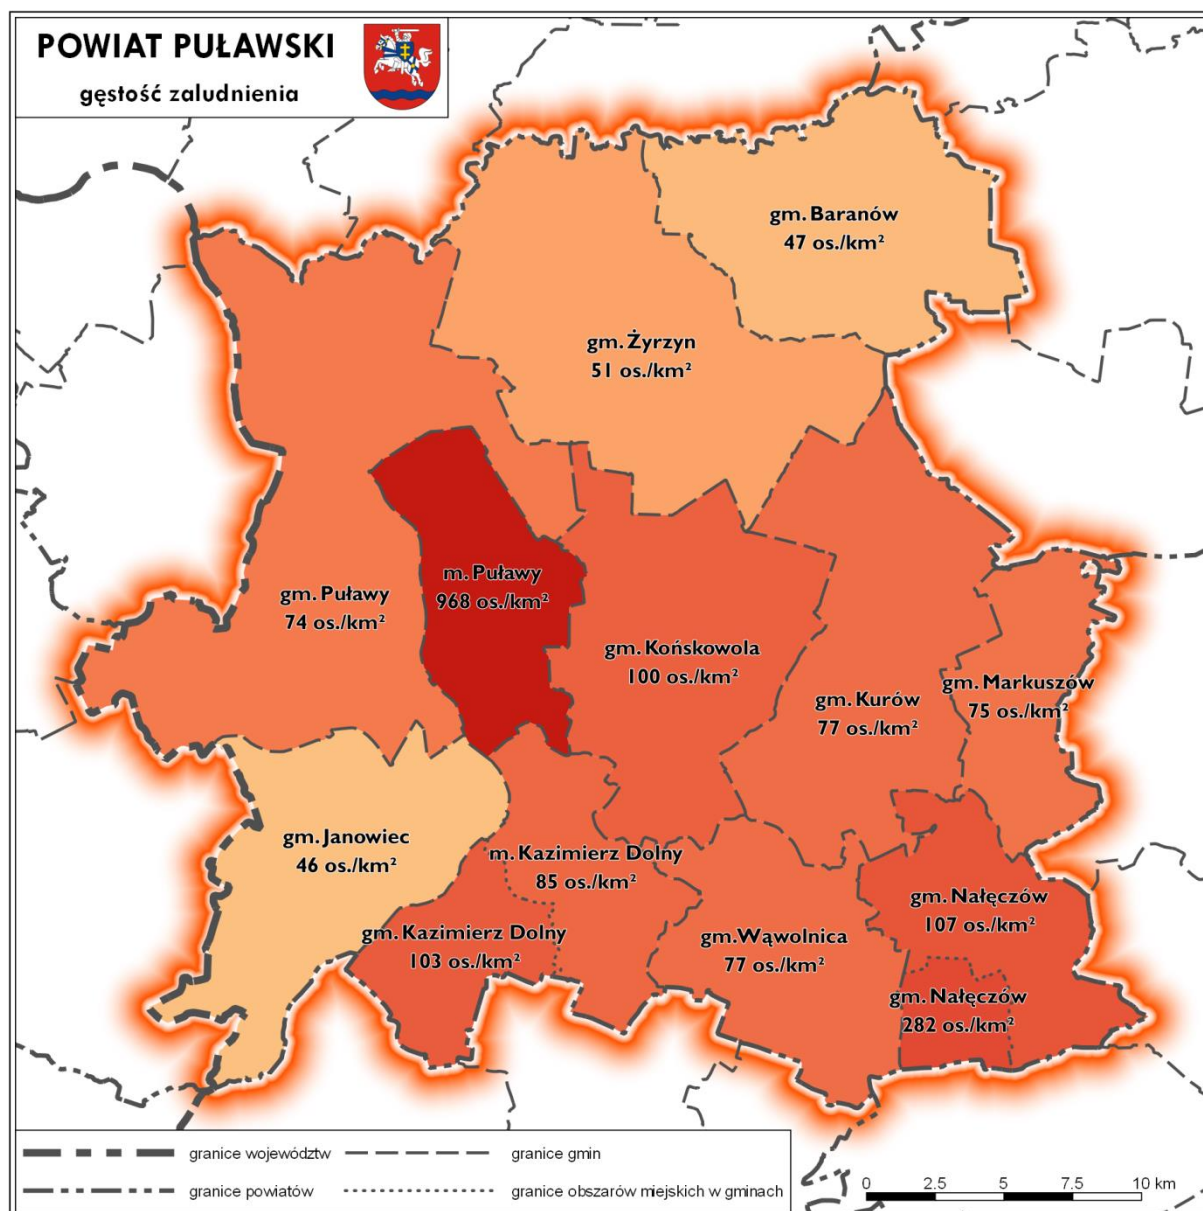 POWIAT PUŁAWSKI
gęstość zaludnienia
gm. Baranów
47 os./km²
gm. Żyrzyn
51 os./km²
m. Puławy
968 os./km²
gm. Puławy
74 os./km²
gm. Końskowola
100 os./km²
gm. Kurów
77 os./km²
gm. Markuszów
75 os./km²
gm. Janowiec
46 os./km²
m. Kazimierz Dolny
85 os./km²
gm. Kazimierz Dolny
103 os./km²
gm. Wąwolnica
77 os./km²
gm. Nałęczów
107 os./km²
gm. Nałęczów
282 os./km²
granice województw
granice gmin
granice powiatów
granice obszarów miejskich w gminach
0 2.5 5 7.5 10 km